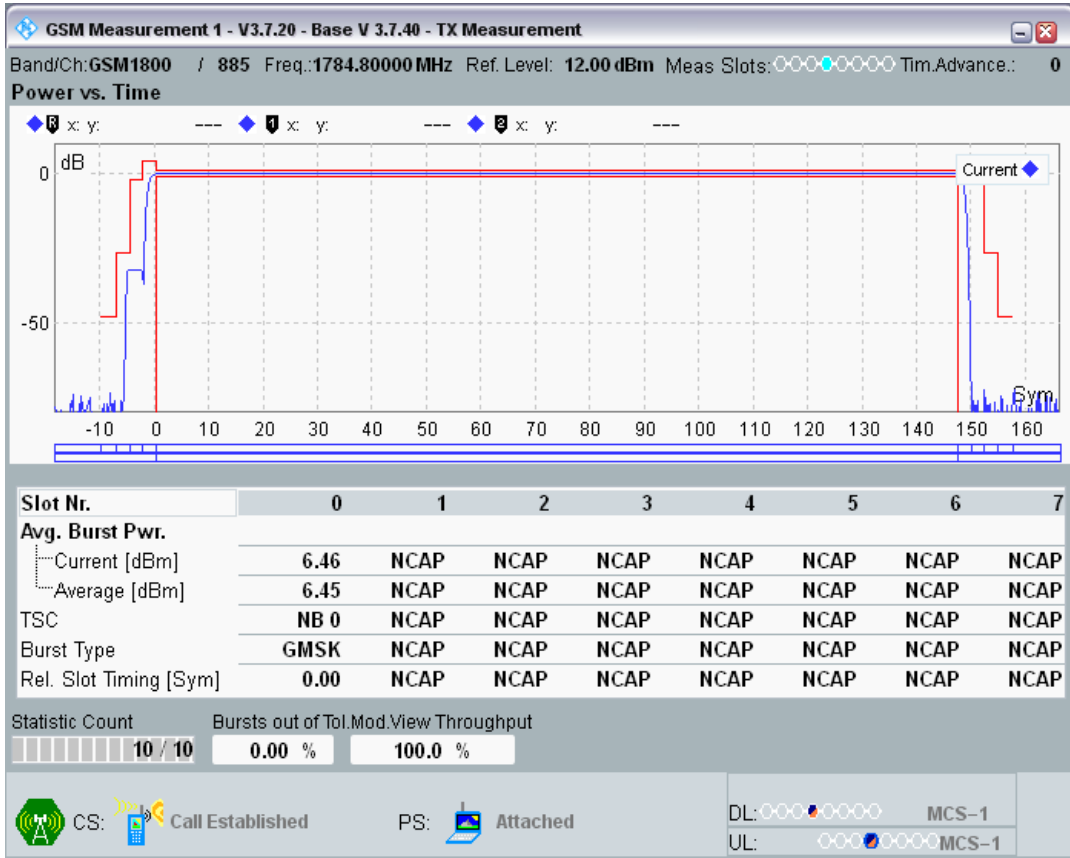 GSM Measurement 1 - V3.7.20 - Base V 3.7.40 - TX Measurement
Band/Ch:GSM1800 / 885 Freq.:1784.80000 MHz Ref. Level: 12.00 dBm Meas Slots: Tim.Advance.: 0
Power vs. Time
R x: y: --- 1 x: y: --- 2 x: y: ---
dB
Current
0
-50
Sym
-10 0 10 20 30 40 50 60 70 80 90 100 110 120 130 140 150 160
Slot Nr. 0 1 2 3 4 5 6 7
Avg. Burst Pwr.
Current [dBm] 6.46 NCAP NCAP NCAP NCAP NCAP NCAP NCAP
Average [dBm] 6.45 NCAP NCAP NCAP NCAP NCAP NCAP NCAP
TSC NB 0 NCAP NCAP NCAP NCAP NCAP NCAP NCAP
Burst Type GMSK NCAP NCAP NCAP NCAP NCAP NCAP NCAP
Rel. Slot Timing [Sym] 0.00 NCAP NCAP NCAP NCAP NCAP NCAP NCAP
Statistic Count Bursts out of Tol.Mod.View Throughput
10 / 10 0.00 % 100.0 %
CS: Call Established PS: Attached
DL: MCS-1
UL: MCS-1